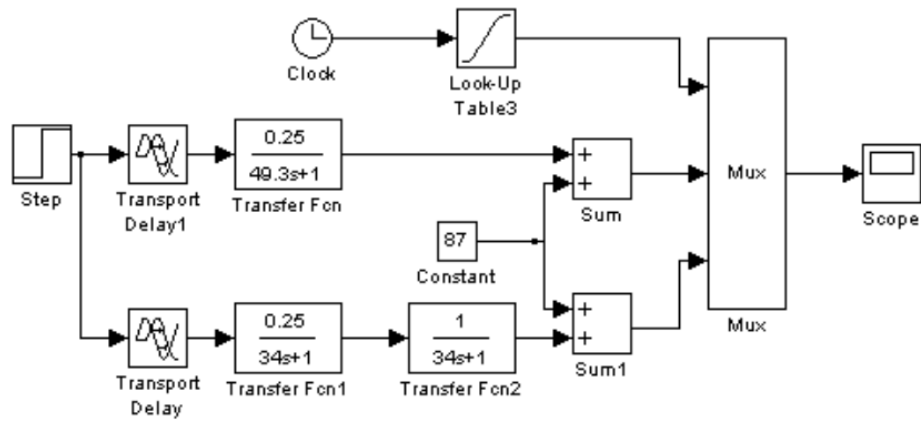 Clock
Look-Up
Table3
Step
Transport
Delay1
0.25
49.3s+1
Transfer Fcn
+
+
Sum
Mux
Scope
87
Constant
Transport
Delay
0.25
34s+1
Transfer Fcn1
1
34s+1
Transfer Fcn2
+
+
Sum1
Mux